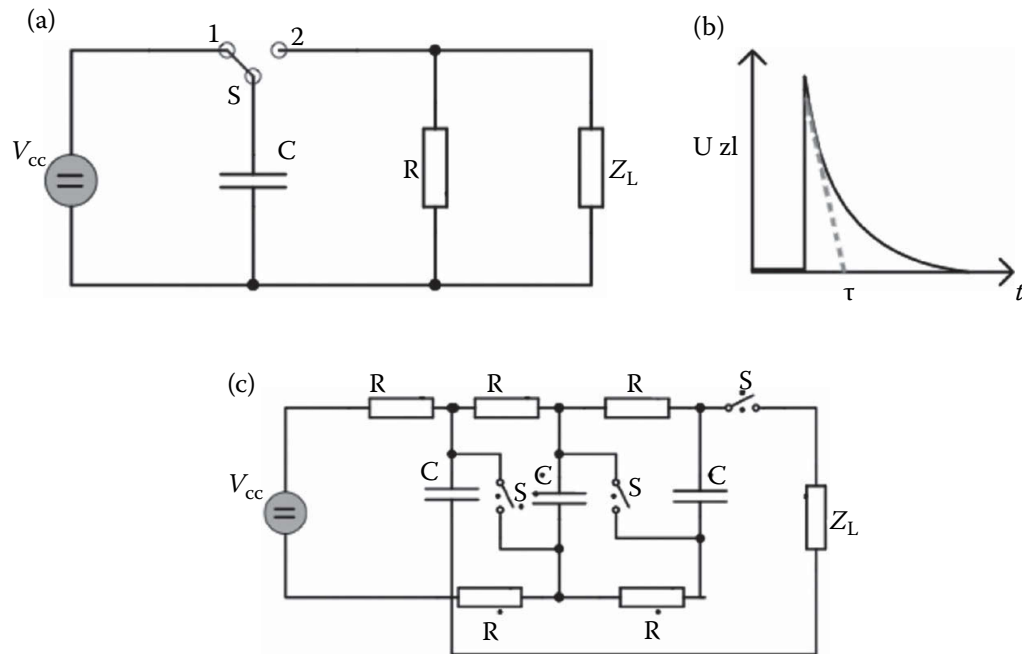 (a)
1 2
S
V_cc C R Z_L
(b)
U zl
τ t
(c)
R R R S
C S C S C
V_cc Z_L
R R